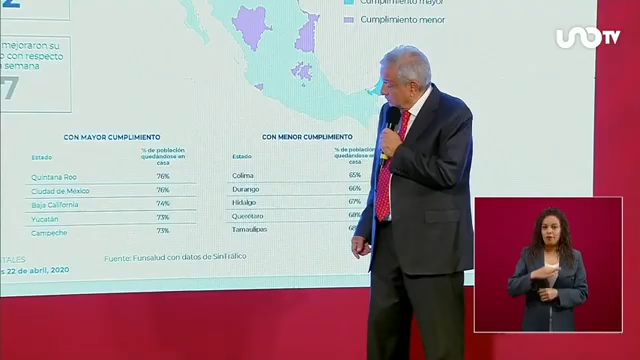 Cumplimiento mayor
Cumplimiento menor
UNOTV
2
mejoraron su
con respecto
semana
7
CON MAYOR CUMPLIMIENTO
Estado
% de población
quedándose en
casa
Quintana Roo 76%
Ciudad de México 76%
Baja California 74%
Yucatán 73%
Campeche 73%
CON MENOR CUMPLIMIENTO
Estado
% de población
quedándose en
casa
Colima 65%
Durango 66%
Hidalgo 67%
Querétaro 68%
Tamaulipas
Fuente: Funsalud con datos de SinTráfico
22 de abril, 2020